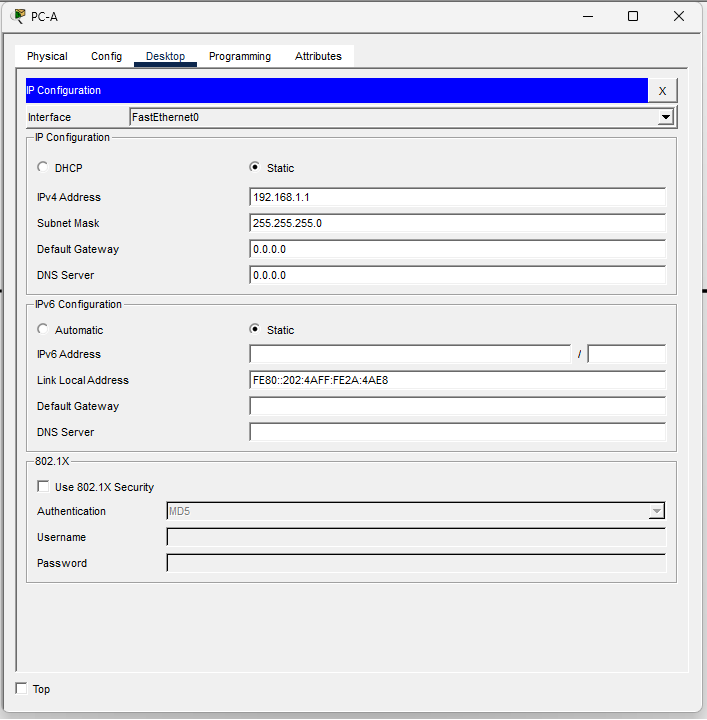 PC-A
Physical Config Desktop Programming Attributes
IP Configuration X
Interface FastEthernet0
IP Configuration
DHCP Static
IPv4 Address 192.168.1.1
Subnet Mask 255.255.255.0
Default Gateway 0.0.0.0
DNS Server 0.0.0.0
IPv6 Configuration
Automatic Static
IPv6 Address /
Link Local Address FE80::202:4AFF:FE2A:4AE8
Default Gateway
DNS Server
802.1X
Use 802.1X Security
Authentication MD5
Username
Password
Top